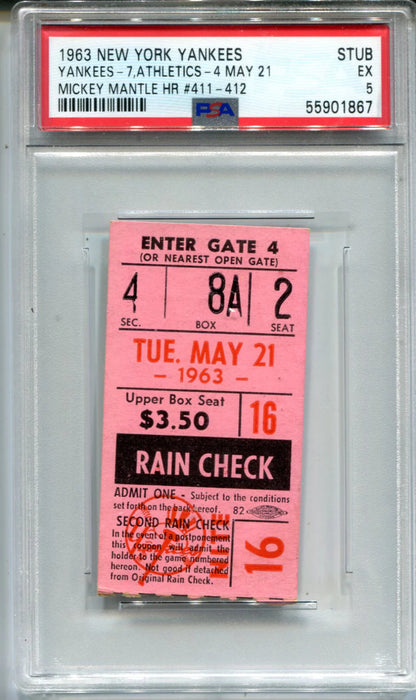 1963 NEW YORK YANKEES STUB
YANKEES-7,ATHLETICS-4 MAY 21 EX
MICKEY MANTLE HR #411-412 5
PSA 55901867
ENTER GATE 4
(OR NEAREST OPEN GATE)
4 8A 2
SEC. BOX SEAT
TUE. MAY 21
- 1963 -
Upper Box Seat
$3.50 16
RAIN CHECK
ADMIT ONE - Subject to the conditions
set forth on the back hereof. 82
SECOND RAIN CHECK
In the event of a postponement
this coupon will admit the
holder to the game numbered
hereon. Not good if detached
from Original Rain Check.
16